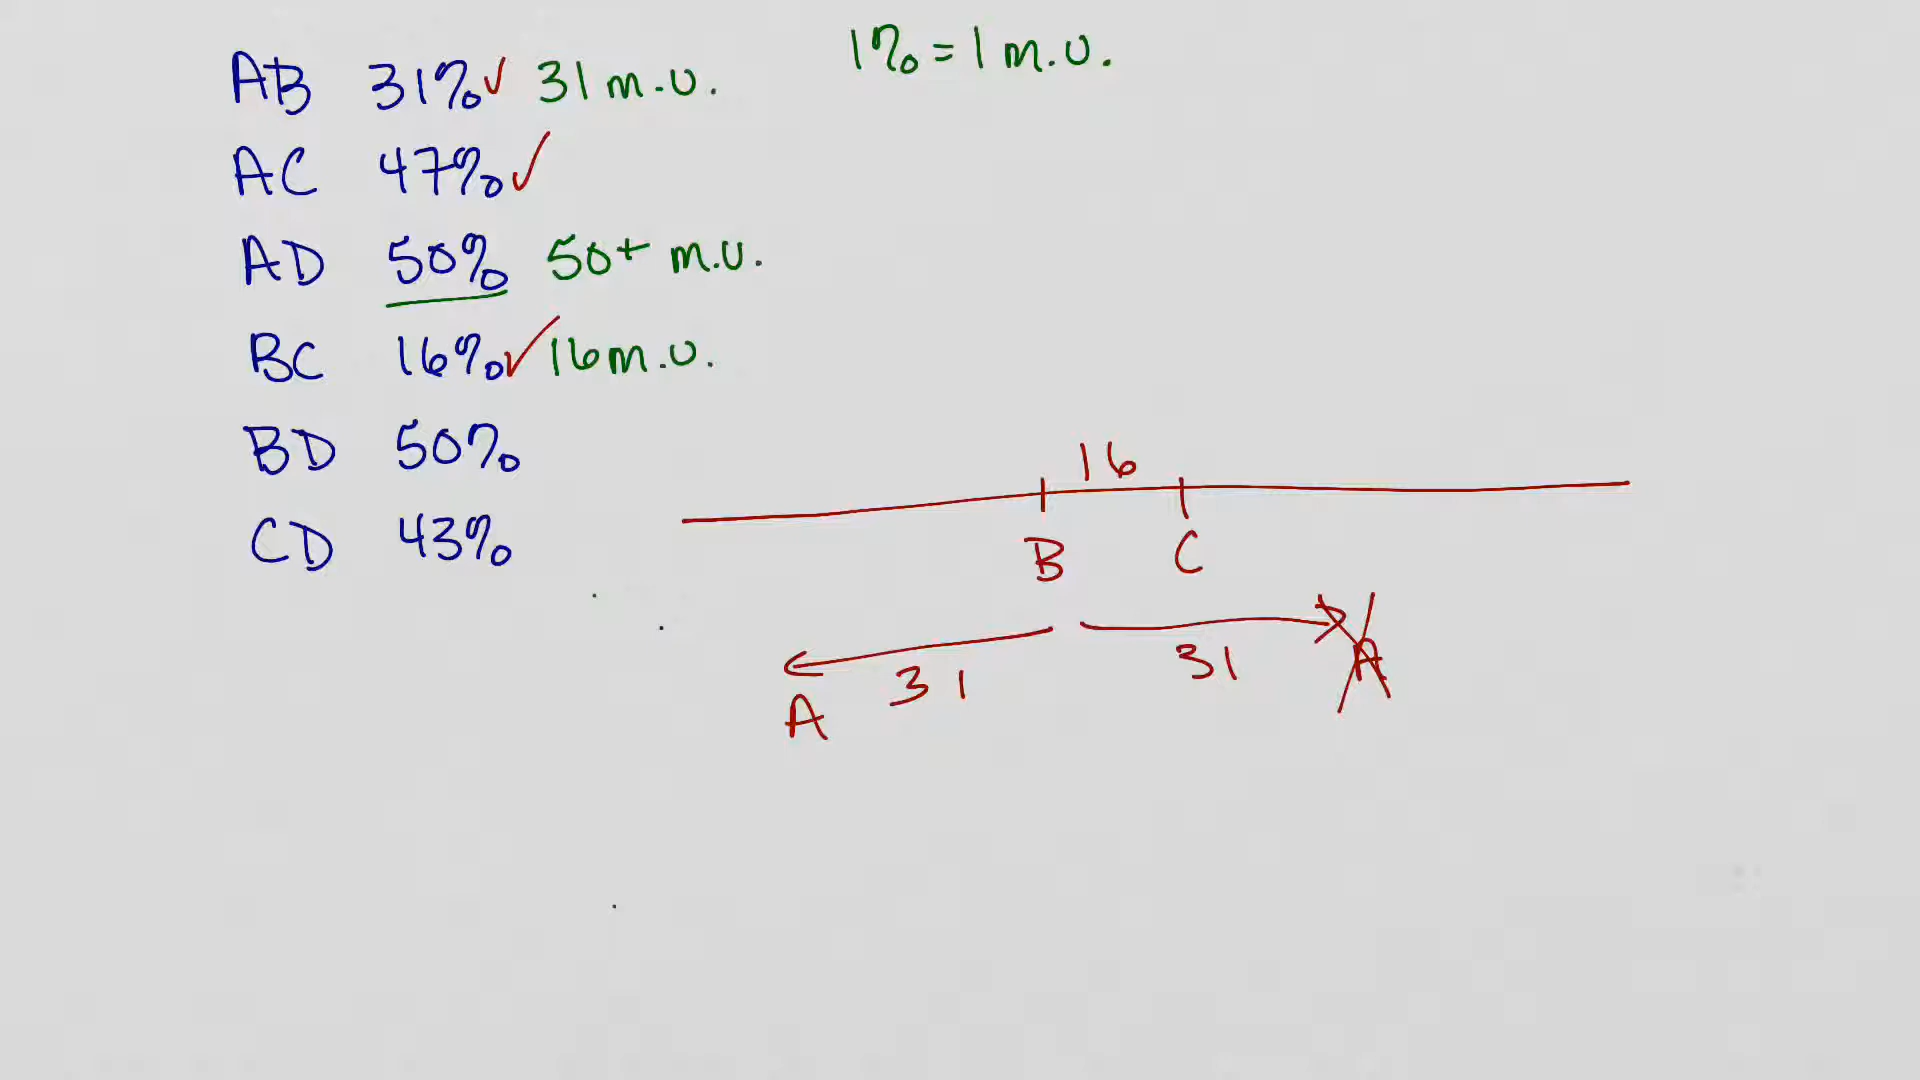 1% = 1 m.u.
AB 31% ✓ 31 m.u.
AC 47% ✓
AD 50% 50+ m.u.
BC 16% ✓ 16 m.u.
BD 50%
CD 43%
16
B C
31 31 A
A